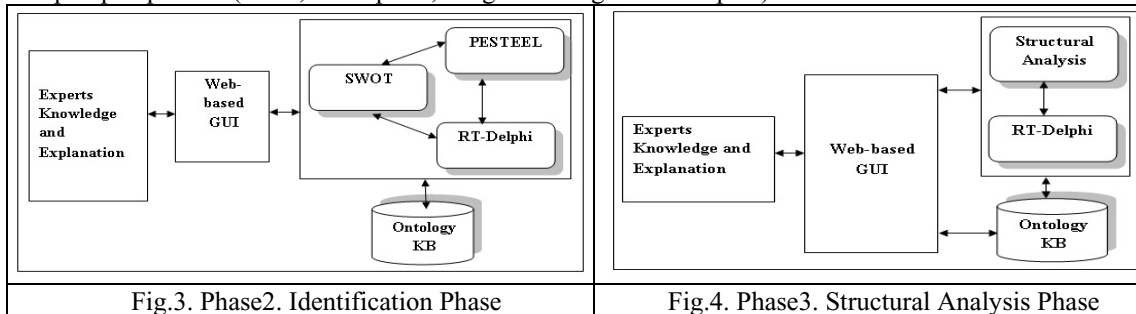 PESTEEL
SWOT
Web-
based
GUI
Experts
Knowledge
and
Explanation
RT-Delphi
Ontology
KB
Fig.3. Phase2. Identification Phase
Structural
Analysis
RT-Delphi
Experts
Knowledge and
Explanation
Web-based
GUI
Ontology
KB
Fig.4. Phase3. Structural Analysis Phase